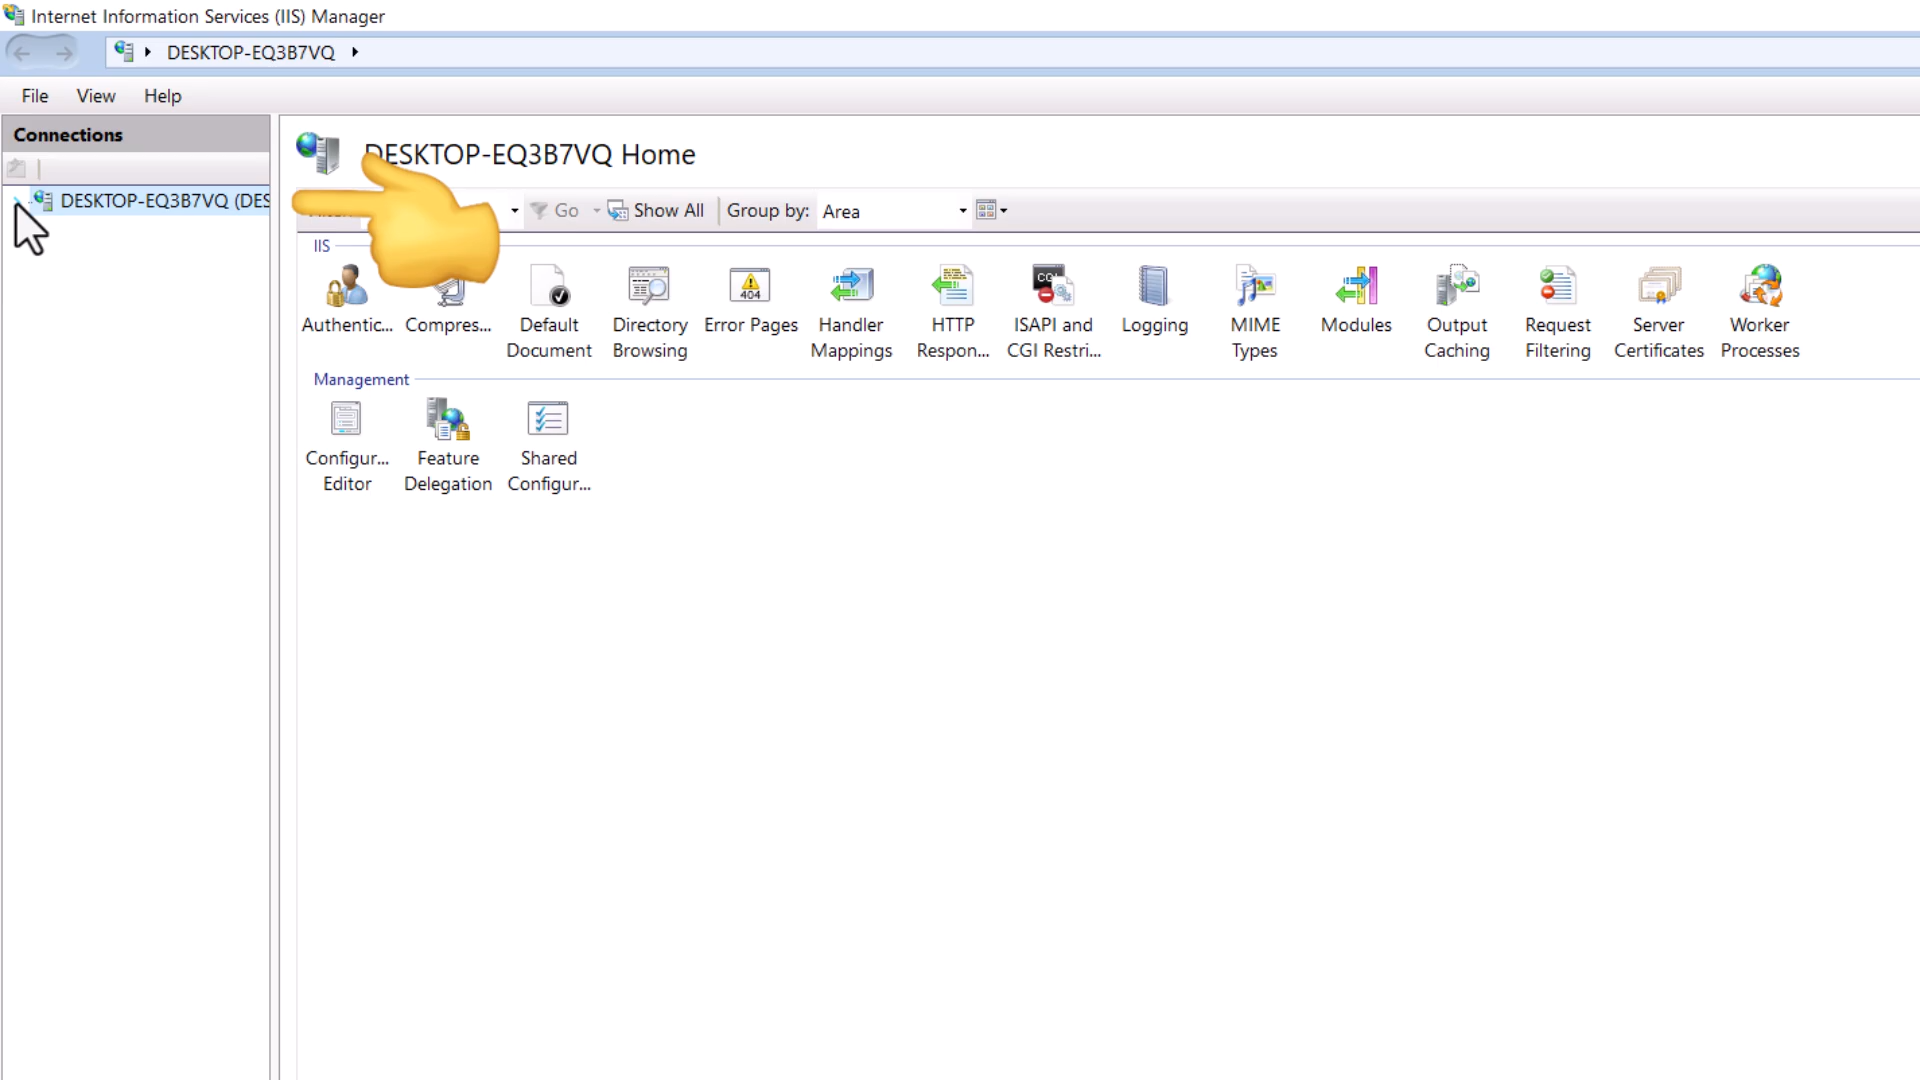 Internet Information Services (IIS) Manager
DESKTOP-EQ3B7VQ
File View Help
Connections
DESKTOP-EQ3B7VQ Home
DESKTOP-EQ3B7VQ (DES
Go Show All Group by: Area
IIS
Authentic... Compres... Default Document Directory Browsing Error Pages Handler Mappings HTTP Respon... ISAPI and CGI Restri... Logging MIME Types Modules Output Caching Request Filtering Server Certificates Worker Processes
404
CGI
Management
Configur... Editor Feature Delegation Shared Configur...